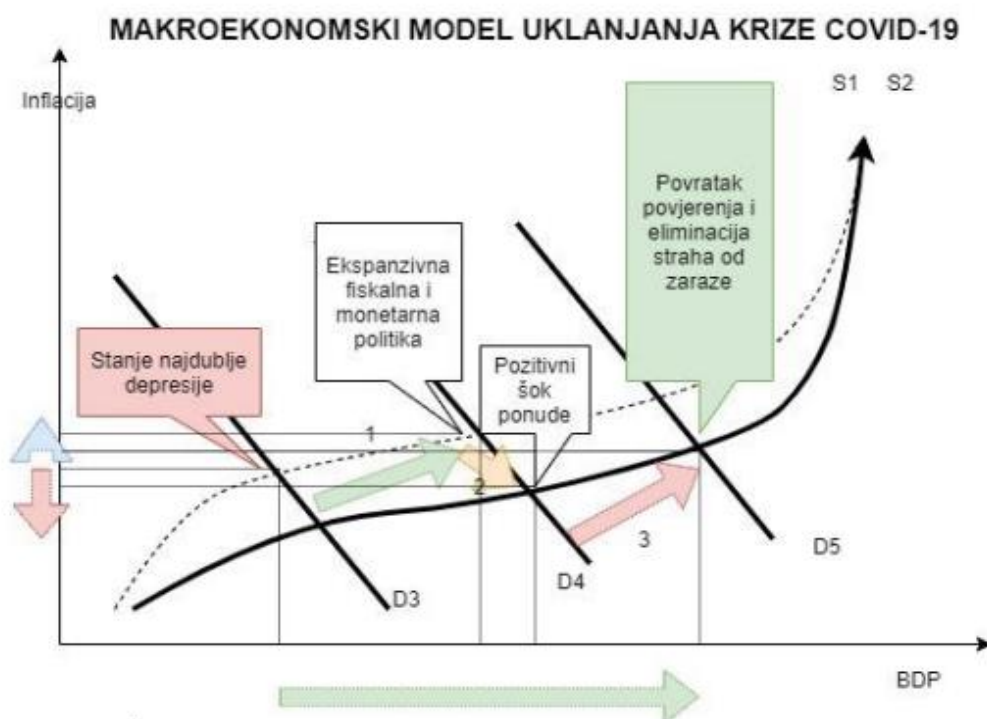 MAKROEKONOMSKI MODEL UKLANJANJA KRIZE COVID-19
Inflacija
S1 S2
Povratak
povjerenja i
eliminacija
straha od
zaraze
Ekspanzivna
fiskalna i
monetarna
politika
Stanje najdublje
depresije
Pozitivni
šok
ponude
1
2
3
D5
D4
D3
BDP